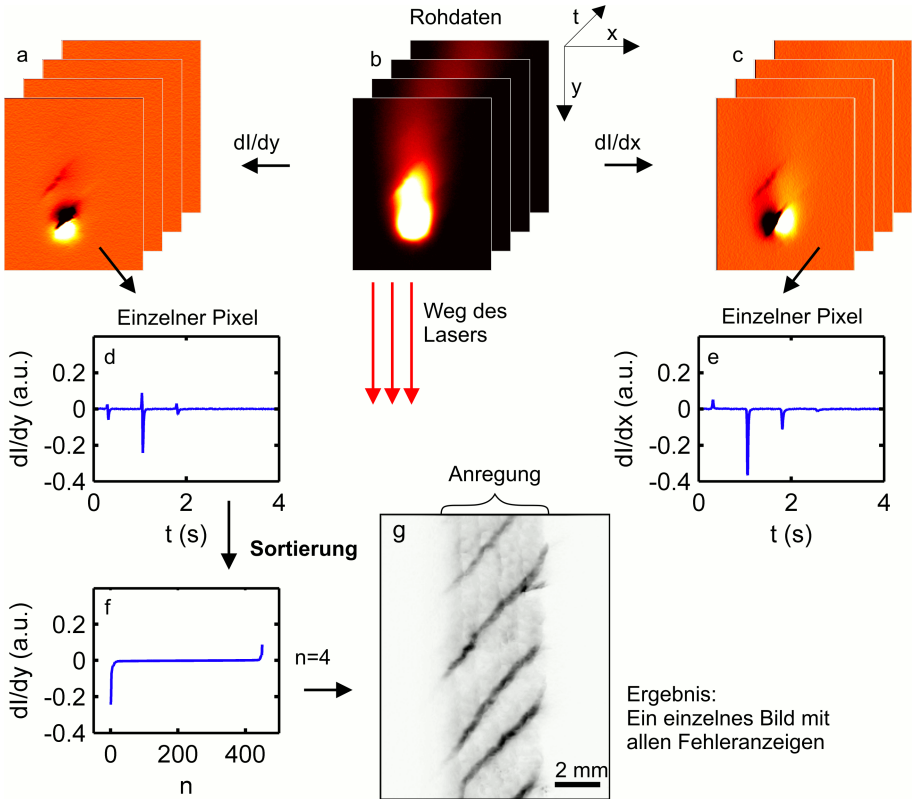 Rohdaten
a
b
c
t
x
y
dI/dy
dI/dx
Einzelner Pixel
Weg des
Lasers
Einzelner Pixel
d
dI/dy (a.u.)
0.2
0
-0.2
-0.4
0 2 4
t (s)
e
dI/dx (a.u.)
0.2
0
-0.2
-0.4
0 2 4
t (s)
Sortierung
Anregung
f
dI/dy (a.u.)
0.2
0
-0.2
-0.4
0 200 400
n
n=4
g
2 mm
Ergebnis:
Ein einzelnes Bild mit
allen Fehleranzeigen